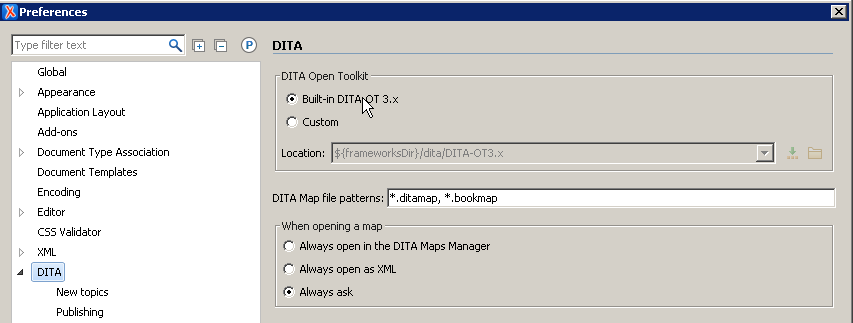 Preferences
Type filter text
P
Global
Appearance
Application Layout
Add-ons
Document Type Association
Document Templates
Encoding
Editor
CSS Validator
XML
DITA
New topics
Publishing
DITA
DITA Open Toolkit
Built-in DITA-OT 3.x
Custom
Location: ${frameworksDir}/dita/DITA-OT3.x
DITA Map file patterns: *.ditamap, *.bookmap
When opening a map
Always open in the DITA Maps Manager
Always open as XML
Always ask